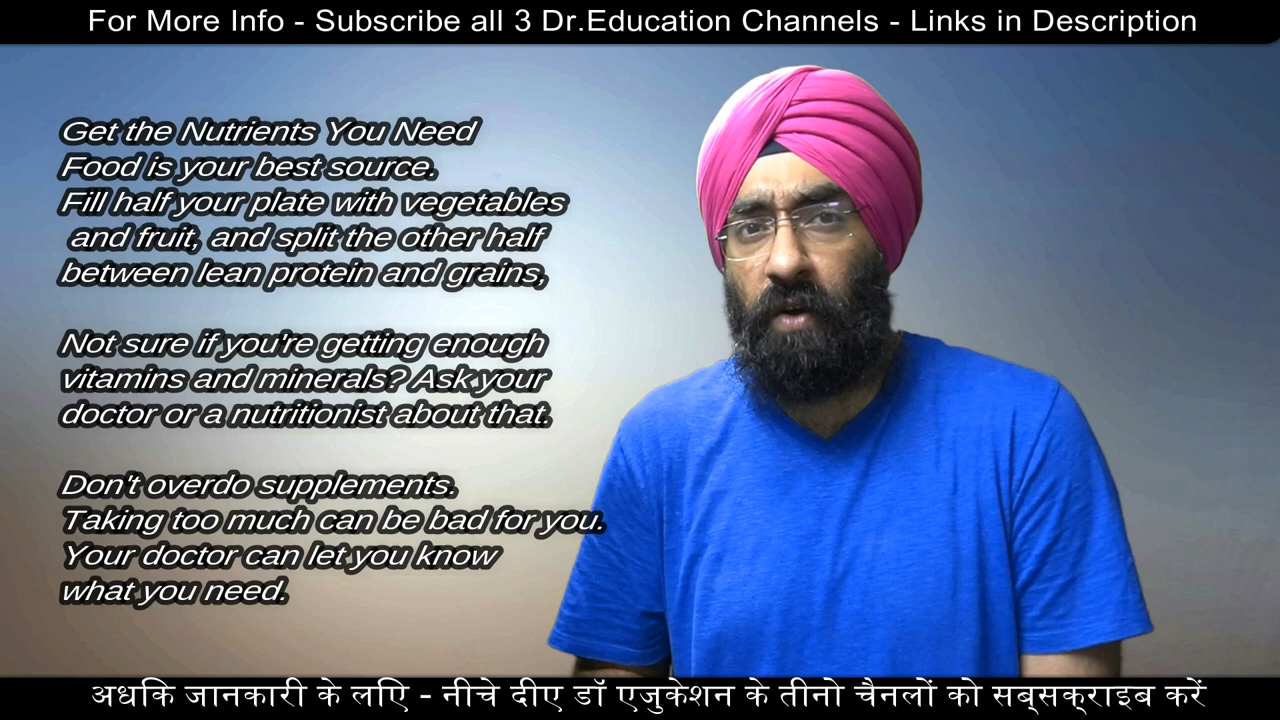 For More Info - Subscribe all 3 Dr.Education Channels - Links in Description
Get the Nutrients You Need
Food is your best source.
Fill half your plate with vegetables
and fruit, and split the other half
between lean protein and grains,
Not sure if you're getting enough
vitamins and minerals? Ask your
doctor or a nutritionist about that.
Don't overdo supplements.
Taking too much can be bad for you.
Your doctor can let you know
what you need.
अधकि जानकारी के लएि - नीचे दीए डॉ एजुकेशन के तीनो चैनलों को सब्सक्राइब करें